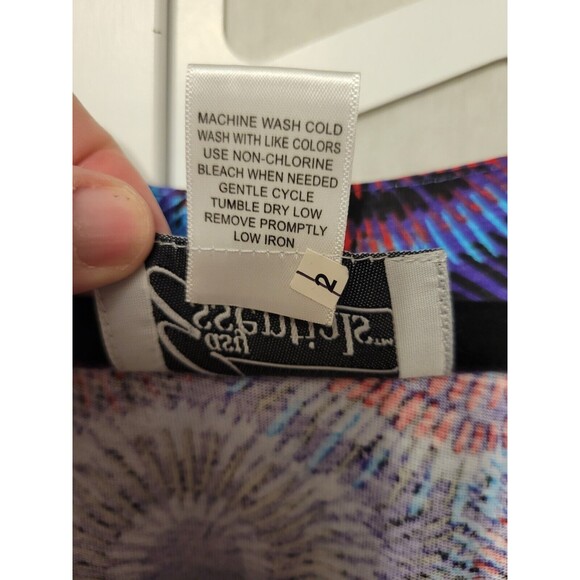 MACHINE WASH COLD
WASH WITH LIKE COLORS
USE NON-CHLORINE
BLEACH WHEN NEEDED
GENTLE CYCLE
TUMBLE DRY LOW
REMOVE PROMPTLY
LOW IRON
2